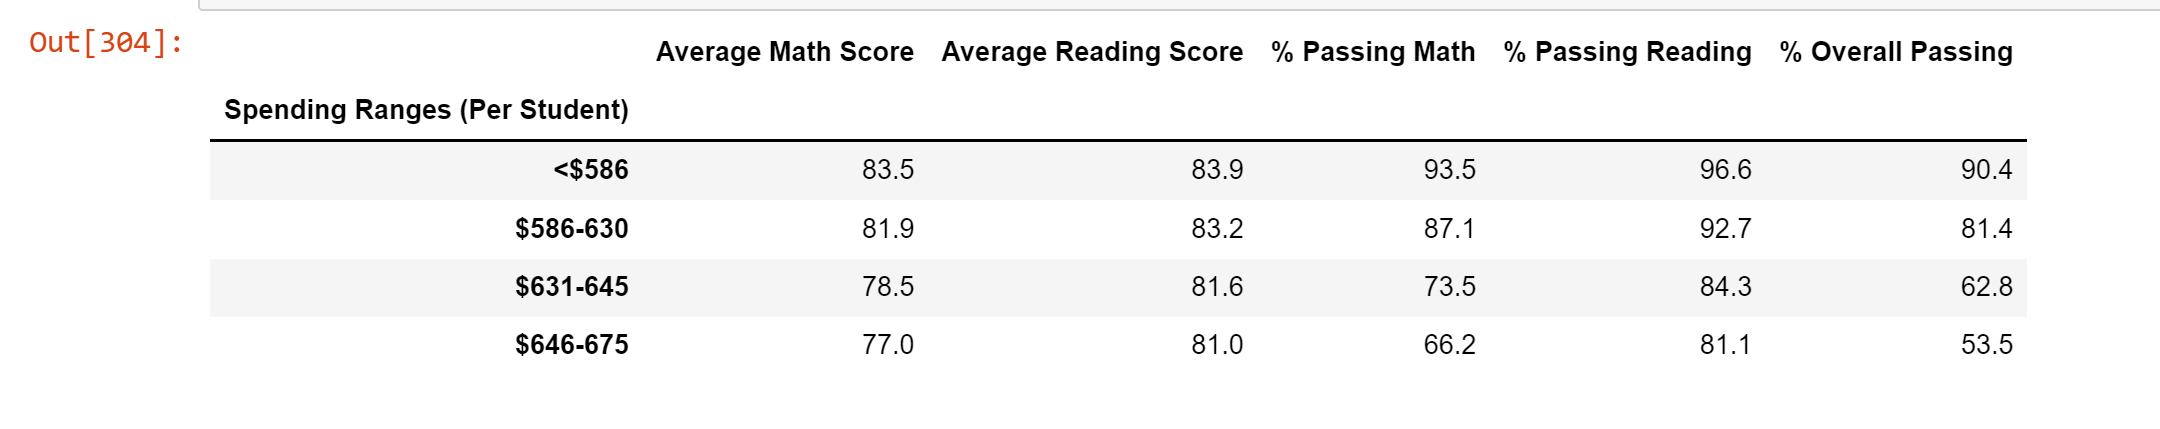 Out[304]:
Average Math Score Average Reading Score % Passing Math % Passing Reading % Overall Passing
Spending Ranges (Per Student)
<$586 83.5 83.9 93.5 96.6 90.4
$586-630 81.9 83.2 87.1 92.7 81.4
$631-645 78.5 81.6 73.5 84.3 62.8
$646-675 77.0 81.0 66.2 81.1 53.5